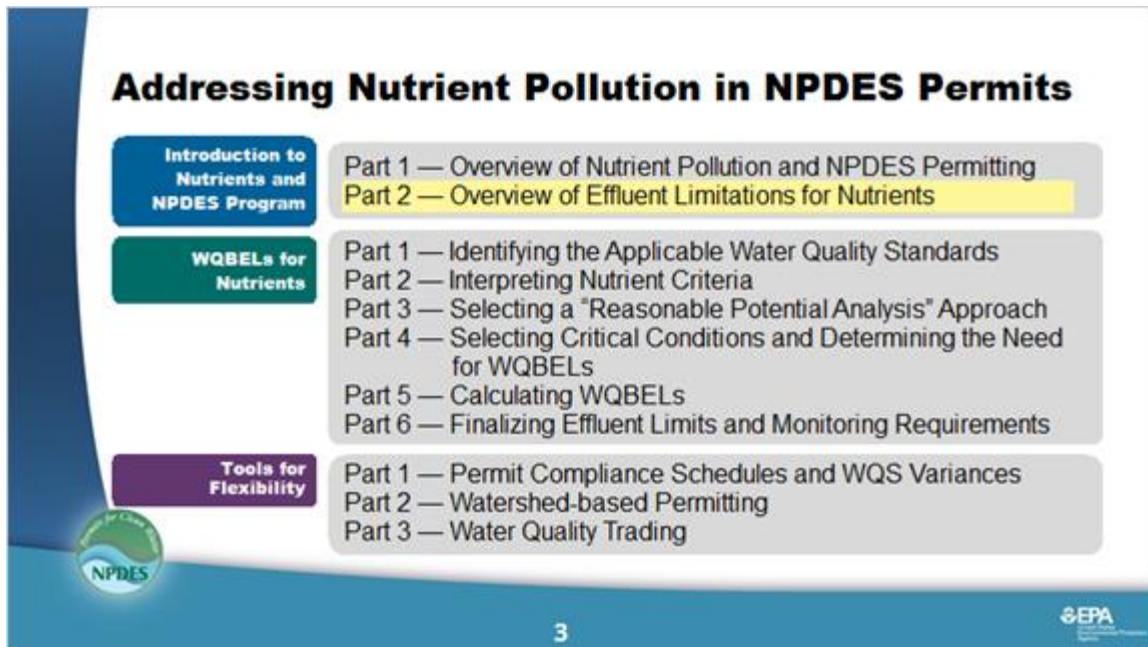 Addressing Nutrient Pollution in NPDES Permits
Introduction to
Nutrients and
NPDES Program
Part 1 — Overview of Nutrient Pollution and NPDES Permitting
Part 2 — Overview of Effluent Limitations for Nutrients
WQBELs for
Nutrients
Part 1 — Identifying the Applicable Water Quality Standards
Part 2 — Interpreting Nutrient Criteria
Part 3 — Selecting a “Reasonable Potential Analysis” Approach
Part 4 — Selecting Critical Conditions and Determining the Need
for WQBELs
Part 5 — Calculating WQBELs
Part 6 — Finalizing Effluent Limits and Monitoring Requirements
Tools for
Flexibility
Part 1 — Permit Compliance Schedules and WQS Variances
Part 2 — Watershed-based Permitting
Part 3 — Water Quality Trading
NPDES
3
EPA